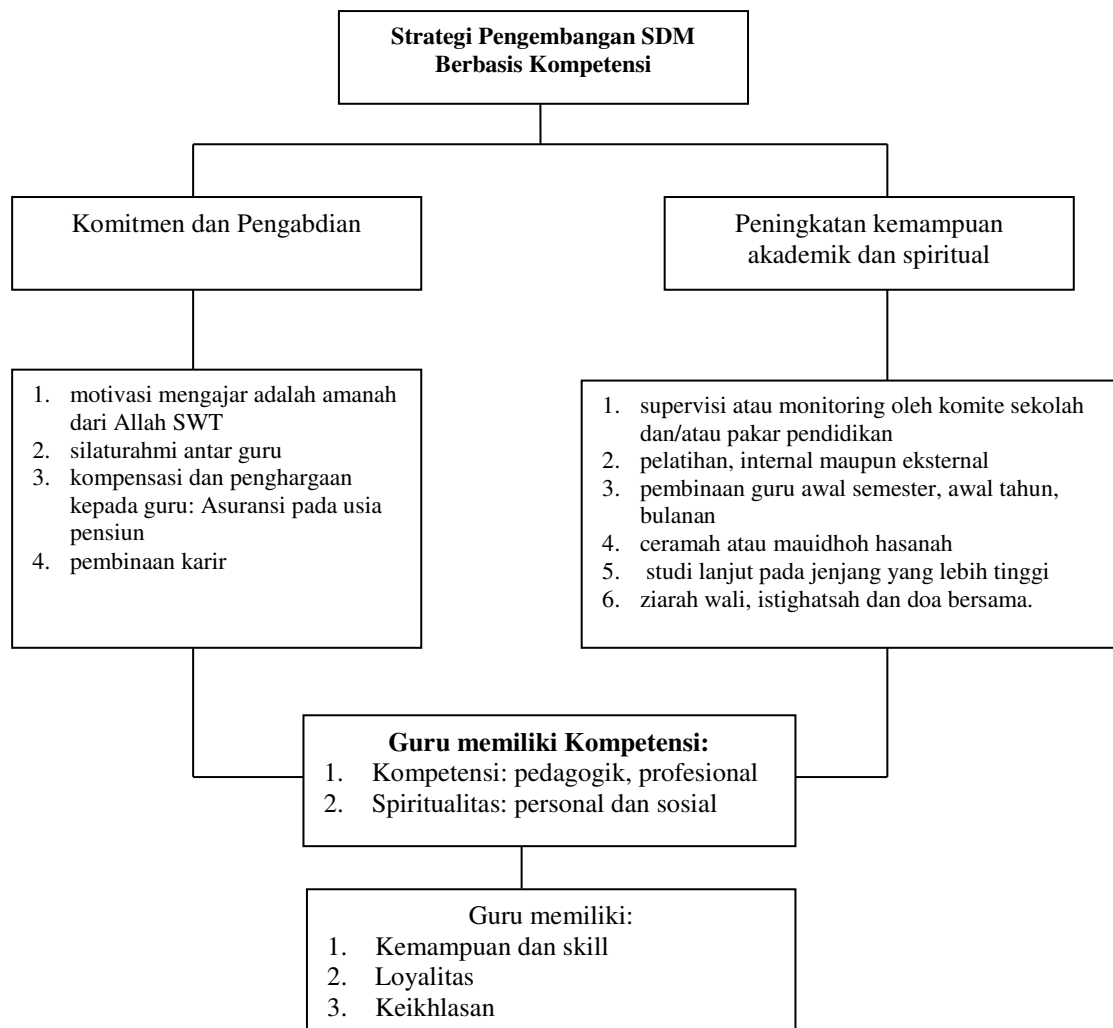 Strategi Pengembangan SDM
Berbasis Kompetensi
Komitmen dan Pengabdian
Peningkatan kemampuan
akademik dan spiritual
1. motivasi mengajar adalah amanah
dari Allah SWT
2. silaturahmi antar guru
3. kompensasi dan penghargaan
kepada guru: Asuransi pada usia
pensiun
4. pembinaan karir
1. supervisi atau monitoring oleh komite sekolah
dan/atau pakar pendidikan
2. pelatihan, internal maupun eksternal
3. pembinaan guru awal semester, awal tahun,
bulanan
4. ceramah atau mauidhoh hasanah
5. studi lanjut pada jenjang yang lebih tinggi
6. ziarah wali, istighatsah dan doa bersama.
Guru memiliki Kompetensi:
1. Kompetensi: pedagogik, profesional
2. Spiritualitas: personal dan sosial
Guru memiliki:
1. Kemampuan dan skill
2. Loyalitas
3. Keikhlasan